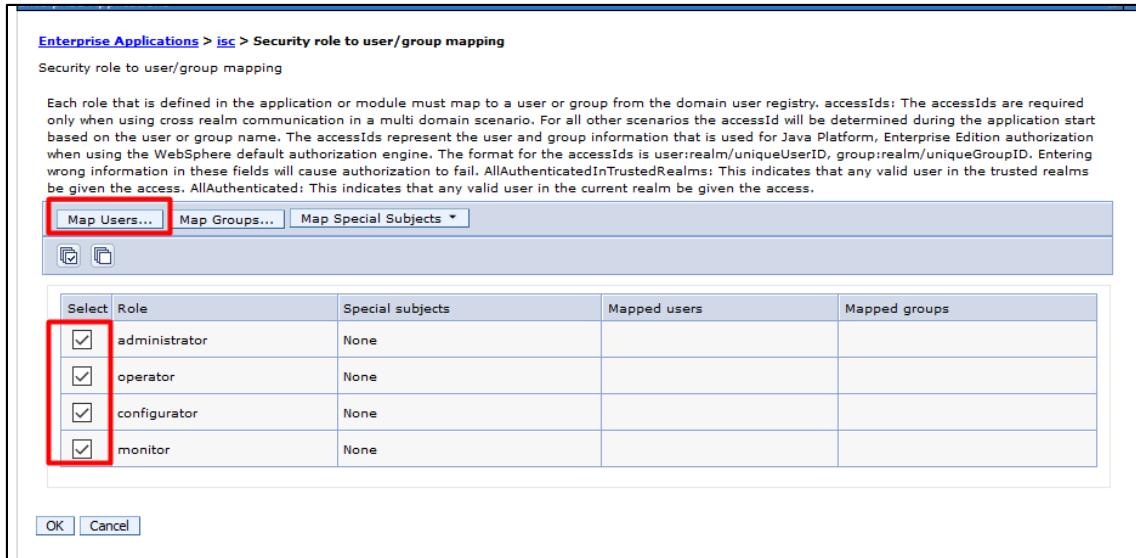 Enterprise Applications > isc > Security role to user/group mapping
Security role to user/group mapping
Each role that is defined in the application or module must map to a user or group from the domain user registry. accessIds: The accessIds are required
only when using cross realm communication in a multi domain scenario. For all other scenarios the accessId will be determined during the application start
based on the user or group name. The accessIds represent the user and group information that is used for Java Platform, Enterprise Edition authorization
when using the WebSphere default authorization engine. The format for the accessIds is user:realm/uniqueUserID, group:realm/uniqueGroupID. Entering
wrong information in these fields will cause authorization to fail. AllAuthenticatedInTrustedRealms: This indicates that any valid user in the trusted realms
be given the access. AllAuthenticated: This indicates that any valid user in the current realm be given the access.
Map Users... Map Groups... Map Special Subjects
Select Role Special subjects Mapped users Mapped groups
administrator None
operator None
configurator None
monitor None
OK Cancel